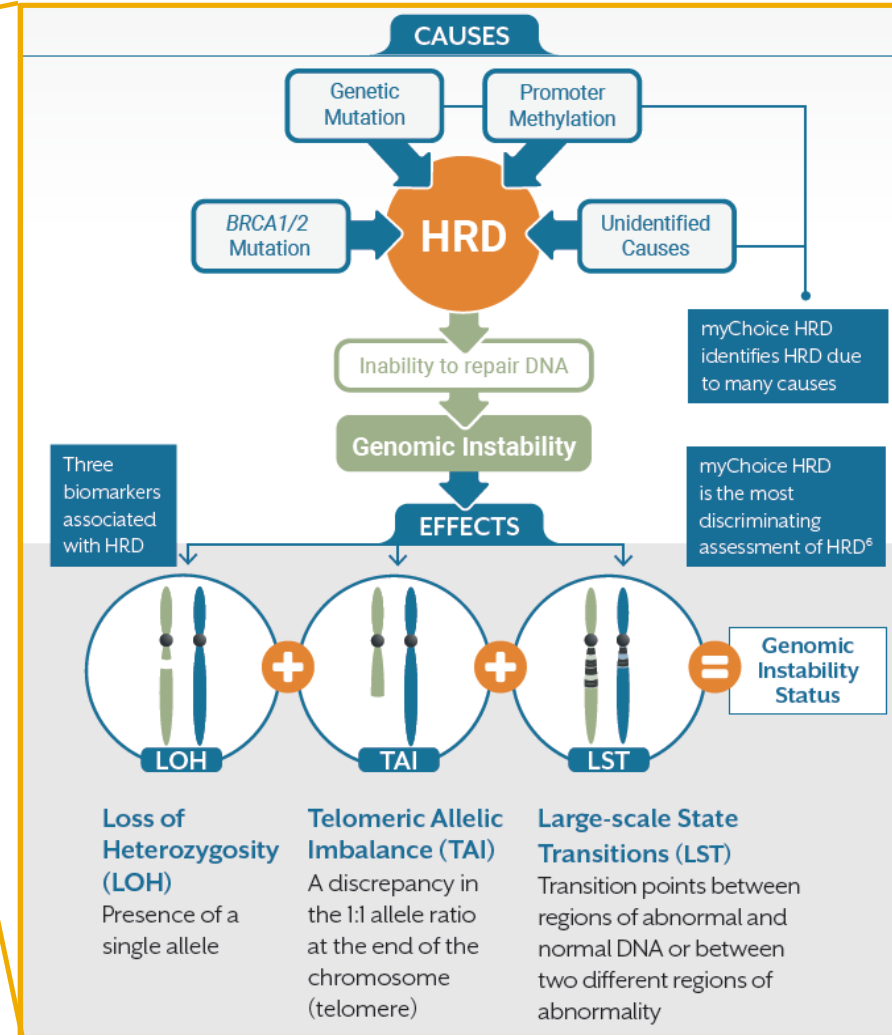 CAUSES
Genetic
Mutation
Promoter
Methylation
BRCA1/2
Mutation
HRD
Unidentified
Causes
myChoice HRD
identifies HRD due
to many causes
Inability to repair DNA
Genomic Instability
Three
biomarkers
associated
with HRD
myChoice HRD
is the most
discriminating
assessment of HRD⁶
EFFECTS
+
+
=
Genomic
Instability
Status
LOH
TAI
LST
Loss of
Heterozygosity
(LOH)
Presence of a
single allele
Telomeric Allelic
Imbalance (TAI)
A discrepancy in
the 1:1 allele ratio
at the end of the
chromosome
(telomere)
Large-scale State
Transitions (LST)
Transition points between
regions of abnormal and
normal DNA or between
two different regions of
abnormality